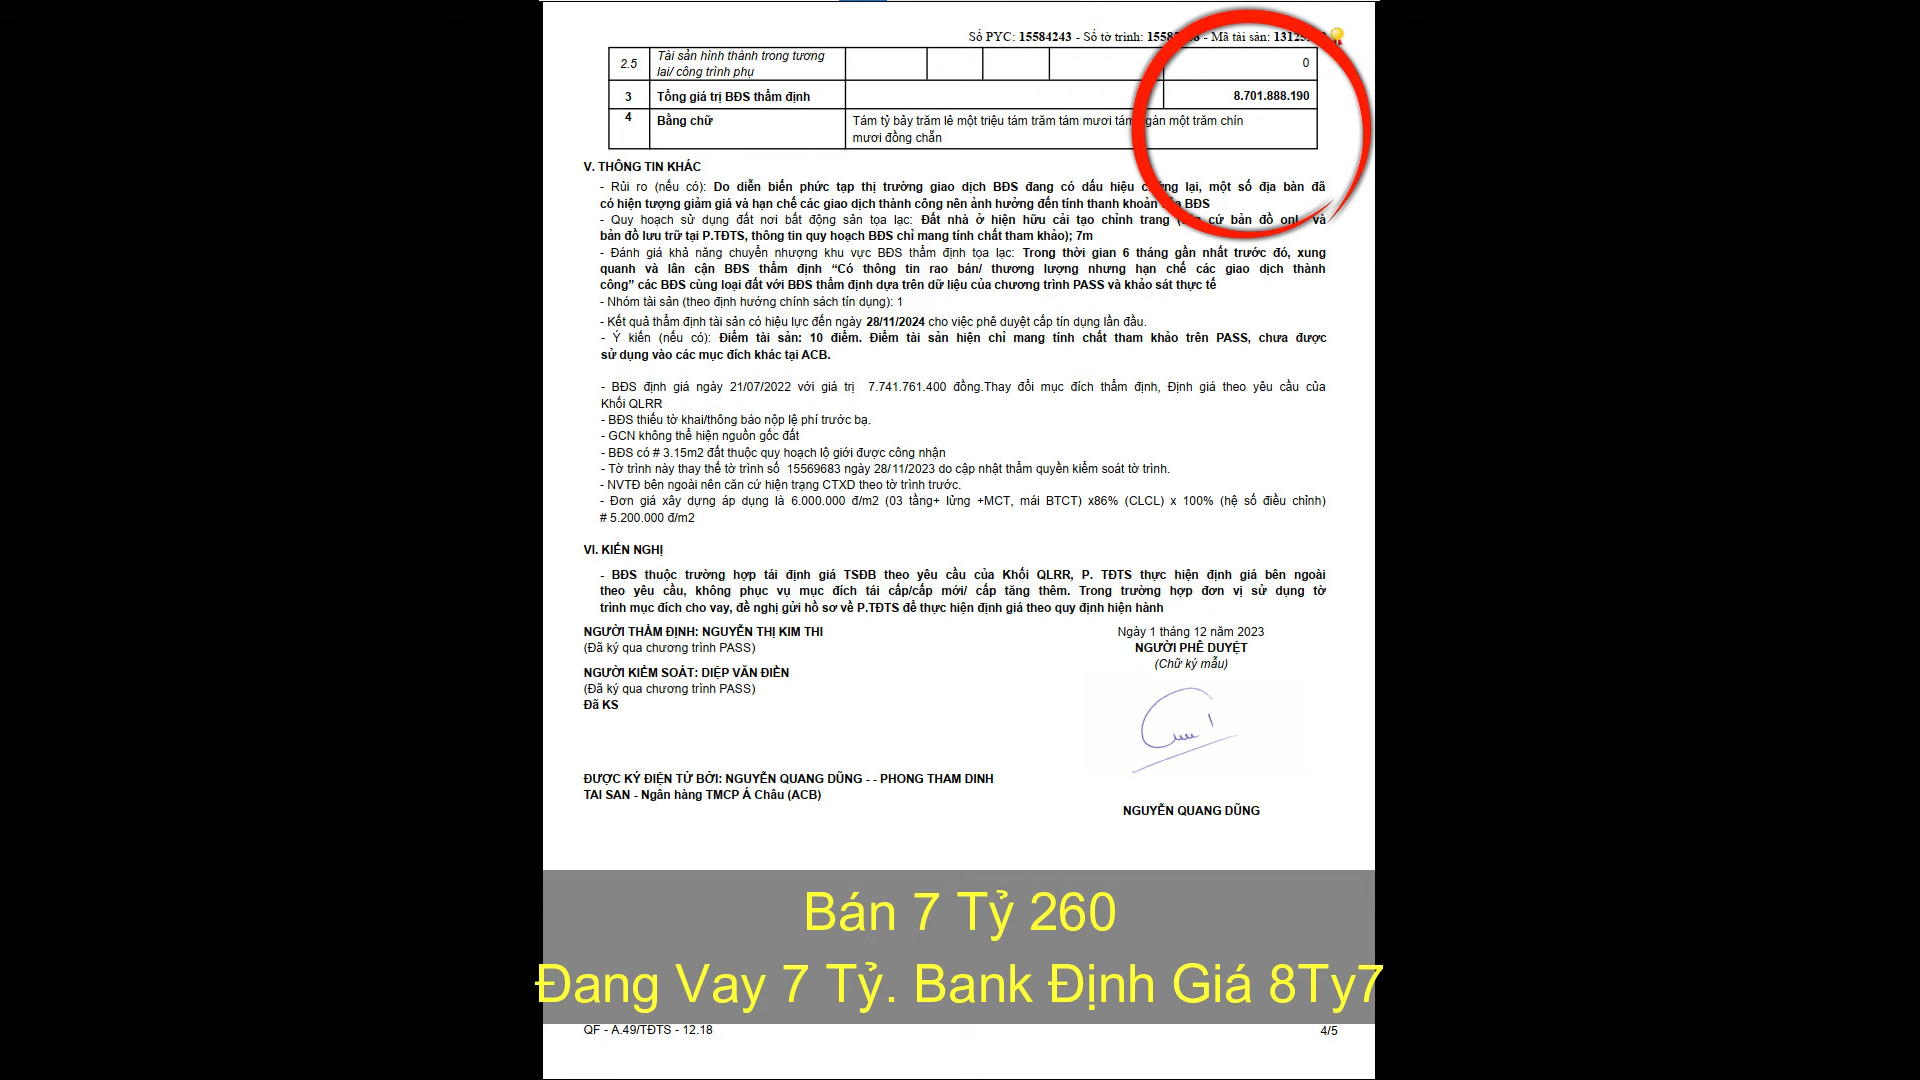 Số PYC: 15584243 - Số tờ trình: - Mã tài sản:
2.5 Tài sản hình thành trong tương 0
lai/ công trình phụ
3 Tổng giá trị BĐS thẩm định 8.701.888.190
4 Bằng chữ Tám tỷ bảy trăm lẻ một triệu tám trăm tám mươi tám ngàn một trăm chín
mươi đồng chẵn
V. THÔNG TIN KHÁC
- Rủi ro (nếu có): Do diễn biến phức tạp thị trường giao dịch BĐS đang có dấu hiệu chững lại, một số địa bàn đã
có hiện tượng giảm giá và hạn chế các giao dịch thành công nên ảnh hưởng đến tính thanh khoản của BĐS
- Quy hoạch sử dụng đất nơi bất động sản tọa lạc: Đất nhà ở hiện hữu cải tạo chỉnh trang ( cứ bản đồ và
bản đồ lưu trữ tại P.TĐTS, thông tin quy hoạch BĐS chỉ mang tính chất tham khảo); 7m
- Đánh giá khả năng chuyển nhượng khu vực BĐS thẩm định tọa lạc: Trong thời gian 6 tháng gần nhất trước đó, xung
quanh và lân cận BĐS thẩm định “Có thông tin rao bán/ thương lượng nhưng hạn chế các giao dịch thành
công” các BĐS cùng loại đất với BĐS thẩm định dựa trên dữ liệu của chương trình PASS và khảo sát thực tế
- Nhóm tài sản (theo định hướng chính sách tín dụng): 1
- Kết quả thẩm định tài sản có hiệu lực đến ngày 28/11/2024 cho việc phê duyệt cấp tín dụng lần đầu.
- Ý kiến (nếu có): Điểm tài sản: 10 điểm. Điểm tài sản hiện chỉ mang tính chất tham khảo trên PASS, chưa được
sử dụng vào các mục đích khác tại ACB.
- BĐS định giá ngày 21/07/2022 với giá trị 7.741.761.400 đồng.Thay đổi mục đích thẩm định, Định giá theo yêu cầu của
Khối QLRR
- BĐS thiếu tờ khai/thông báo nộp lệ phí trước bạ.
- GCN không thể hiện nguồn gốc đất
- BĐS có # 3.15m2 đất thuộc quy hoạch lộ giới được công nhận
- Tờ trình này thay thế tờ trình số 15569683 ngày 28/11/2023 do cập nhật thẩm quyền kiểm soát tờ trình.
- NVTĐ bên ngoài nên căn cứ hiện trạng CTXD theo tờ trình trước.
- Đơn giá xây dựng áp dụng là 6.000.000 đ/m2 (03 tầng+ lửng +MCT, mái BTCT) x86% (CLCL) x 100% (hệ số điều chỉnh)
# 5.200.000 đ/m2
VI. KIẾN NGHỊ
- BĐS thuộc trường hợp tái định giá TSĐB theo yêu cầu của Khối QLRR, P. TĐTS thực hiện định giá bên ngoài
theo yêu cầu, không phục vụ mục đích tái cấp/cấp mới/ cấp tăng thêm. Trong trường hợp đơn vị sử dụng tờ
trình mục đích cho vay, đề nghị gửi hồ sơ về P.TĐTS để thực hiện định giá theo quy định hiện hành
NGƯỜI THẨM ĐỊNH: NGUYỄN THỊ KIM THI
(Đã ký qua chương trình PASS)
NGƯỜI KIỂM SOÁT: DIỆP VĂN ĐIỀN
(Đã ký qua chương trình PASS)
Đã KS
Ngày 1 tháng 12 năm 2023
NGƯỜI PHÊ DUYỆT
(Chữ ký mẫu)
ĐƯỢC KÝ ĐIỆN TỬ BỞI: NGUYỄN QUANG DŨNG - - PHONG THAM DINH
TAI SAN - Ngân hàng TMCP Á Châu (ACB)
NGUYỄN QUANG DŨNG
Bán 7 Tỷ 260
Đang Vay 7 Tỷ. Bank Định Giá 8Ty7
QF - A.49/TĐTS - 12.18 4/5